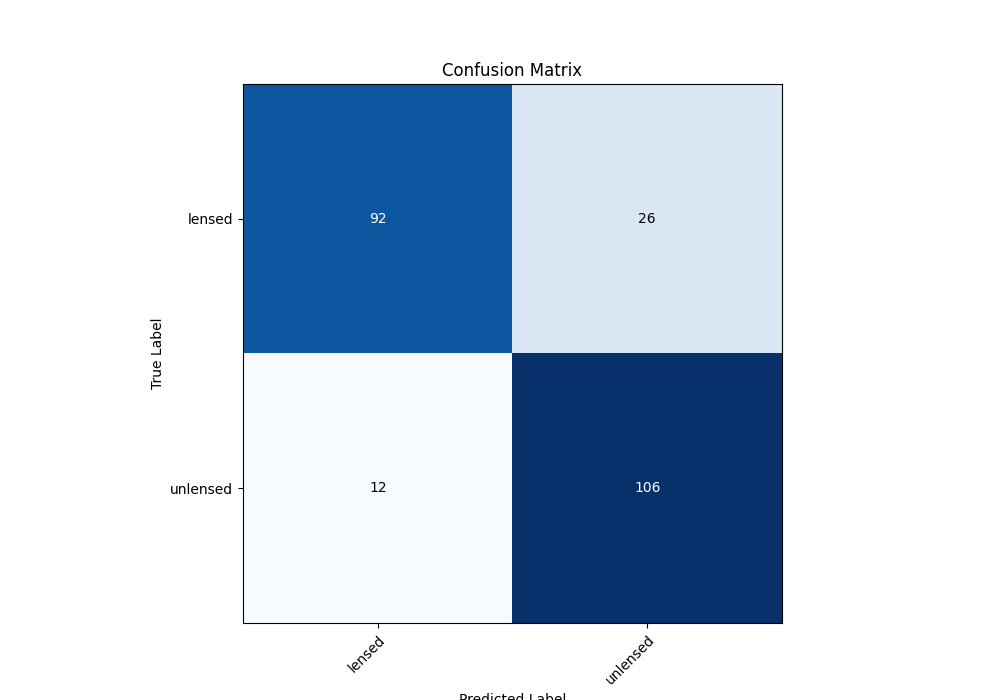 Confusion Matrix
lensed
92
26
True Label
unlensed
12
106
lensed
unlensed
Predicted Label